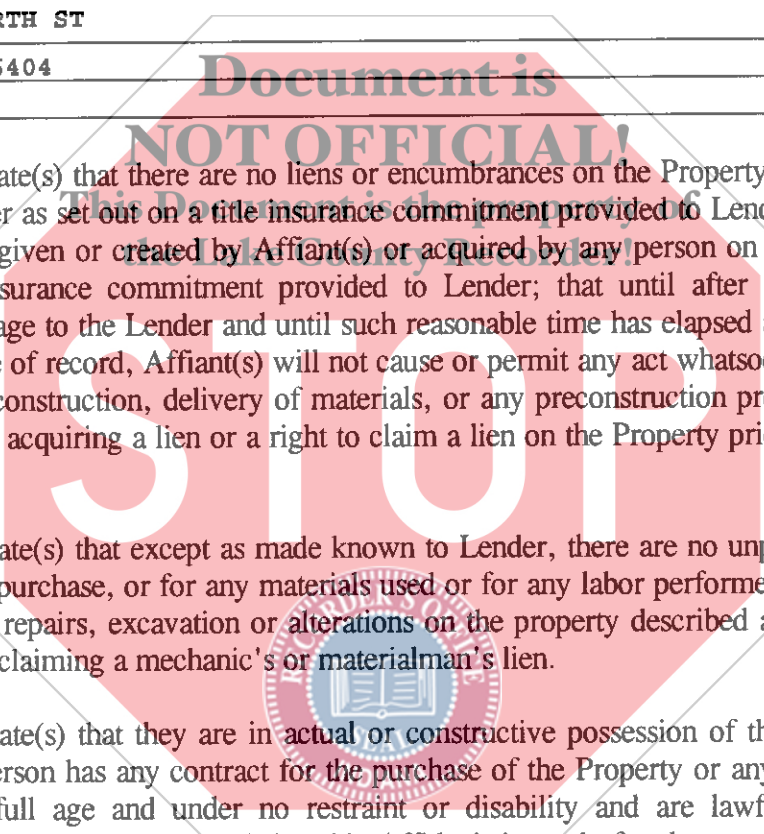 RTH ST
5404
Document is
NOT OFFICIAL!
ate(s) that there are no liens or encumbrances on the Property
This Document is the property of
er as set out on a title insurance commitment provided to Lend
given or created by Affiant(s) or acquired by any person on
the Lake County Recorder!
surance commitment provided to Lender; that until after
age to the Lender and until such reasonable time has elapsed
e of record, Affiant(s) will not cause or permit any act whatso
construction, delivery of materials, or any preconstruction pr
acquiring a lien or a right to claim a lien on the Property pri
STOP
ate(s) that except as made known to Lender, there are no unp
purchase, or for any materials used or for any labor performe
repairs, excavation or alterations on the property described a
claiming a mechanic's or materialman's lien.
RECORDER'S OFFICE
SEAL
INDIANA
ate(s) that they are in actual or constructive possession of th
erson has any contract for the purchase of the Property or any
full age and under no restraint or disability and are lawf